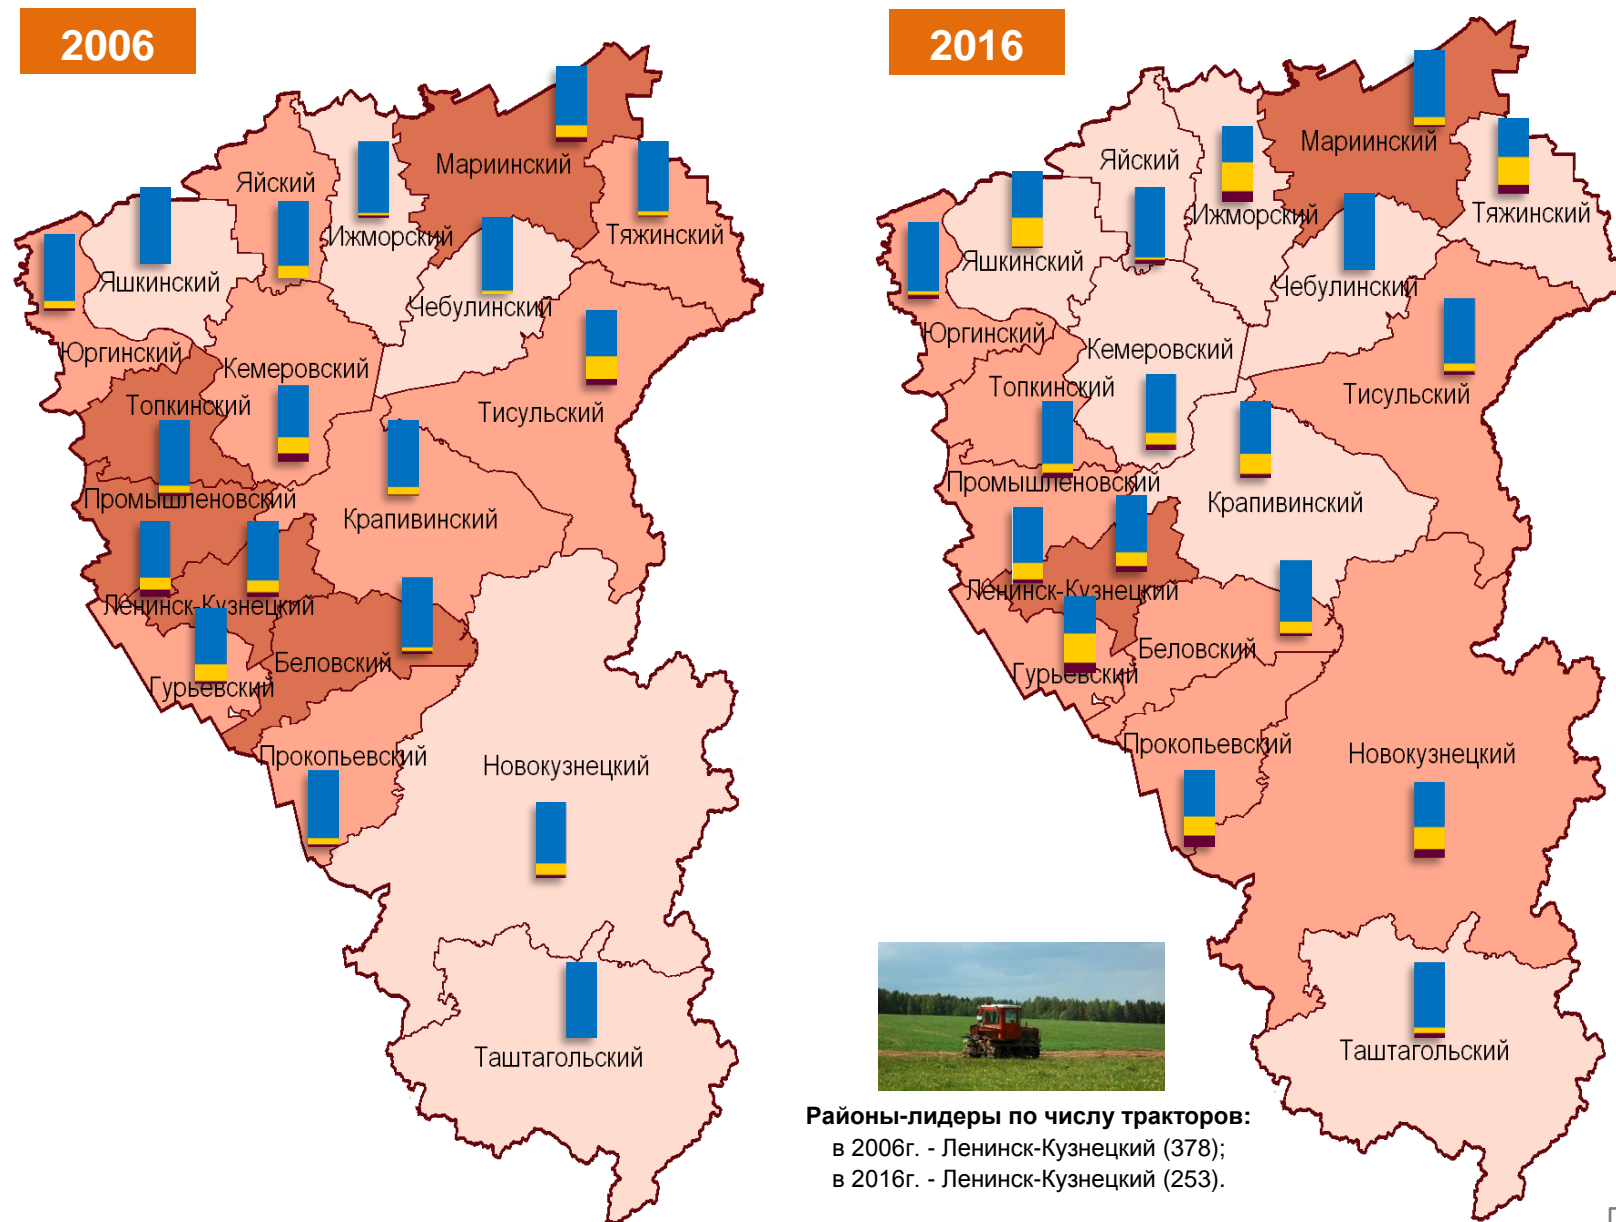 2006
Мариинский
Яйский
Ижморский
Тяжинский
Яшкинский
Чебулинский
Юргинский
Кемеровский
Топкинский
Тисульский
Промышленовский
Крапивинский
Ленинск-Кузнецкий
Беловский
Гурьевский
Прокопьевский
Новокузнецкий
Таштагольский
2016
Мариинский
Яйский
Ижморский
Тяжинский
Яшкинский
Чебулинский
Юргинский
Кемеровский
Топкинский
Тисульский
Промышленовский
Крапивинский
Ленинск-Кузнецкий
Беловский
Гурьевский
Прокопьевский
Новокузнецкий
Таштагольский
Районы-лидеры по числу тракторов:
в 2006г. - Ленинск-Кузнецкий (378);
в 2016г. - Ленинск-Кузнецкий (253).